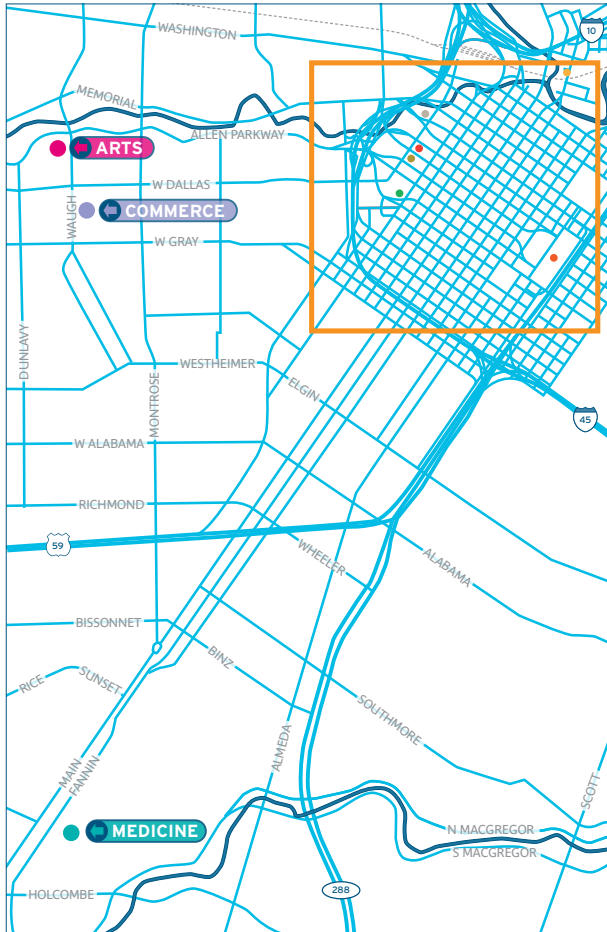 WASHINGTON
10
MEMORIAL
ALLEN PARKWAY
ARTS
W DALLAS
WAUGH
COMMERCE
W GRAY
DUNLAVY
WESTHEIMER
ELGIN
MONTROSE
45
W ALABAMA
RICHMOND
59
WHEELER
ALABAMA
BISSONNET
BINZ
RICE
SUNSET
SOUTHMORE
ALMEDA
MAIN
FANNIN
SCOTT
MEDICINE
N MACGREGOR
S MACGREGOR
HOLCOMBE
288